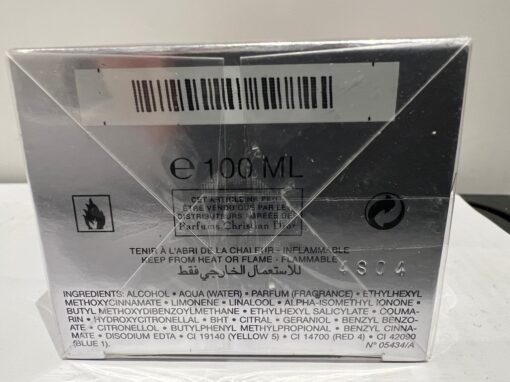 e 100 ML
CET ARTICLE NE PEUT
ÊTRE VENDU QUE PAR LES
DISTRIBUTEURS AGRÉÉS DE
Parfums Christian Dior
TENIR À L'ABRI DE LA CHALEUR - INFLAMMABLE
KEEP FROM HEAT OR FLAME - FLAMMABLE
للاستعمال الخارجي فقط
4S04
INGREDIENTS: ALCOHOL • AQUA (WATER) • PARFUM (FRAGRANCE) • ETHYLHEXYL
METHOXYCINNAMATE • LIMONENE • LINALOOL • ALPHA-ISOMETHYL IONONE •
BUTYL METHOXYDIBENZOYLMETHANE • ETHYLHEXYL SALICYLATE • COUMA-
RIN • HYDROXYCITRONELLAL • BHT • CITRAL • GERANIOL • BENZYL BENZO-
ATE • CITRONELLOL • BUTYLPHENYL METHYLPROPIONAL • BENZYL CINNA-
MATE • DISODIUM EDTA • CI 19140 (YELLOW 5) • CI 14700 (RED 4) • CI 42090
(BLUE 1). N° 05434/A